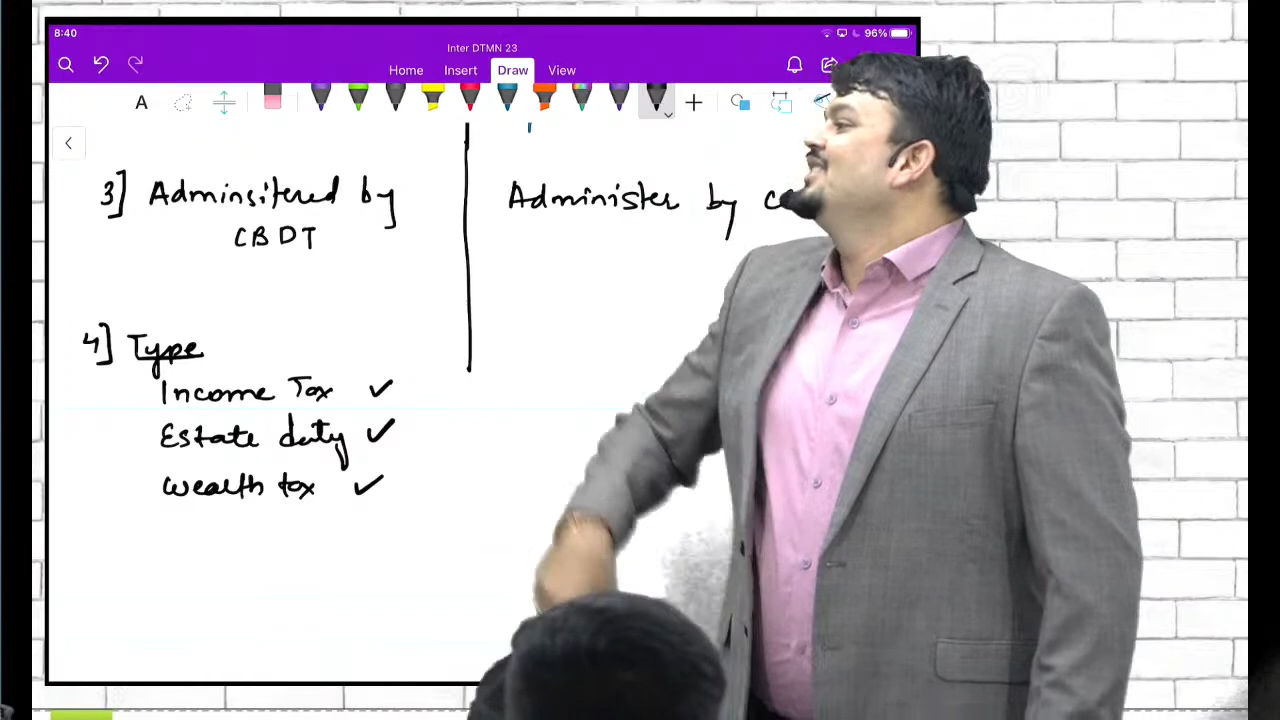 8:40
96%
Inter DTMN 23
Home Insert Draw View
A
3] Adminsitered by
CBDT
Administer by
4] Type
Income Tax ✓
Estate duty ✓
Wealth tax ✓